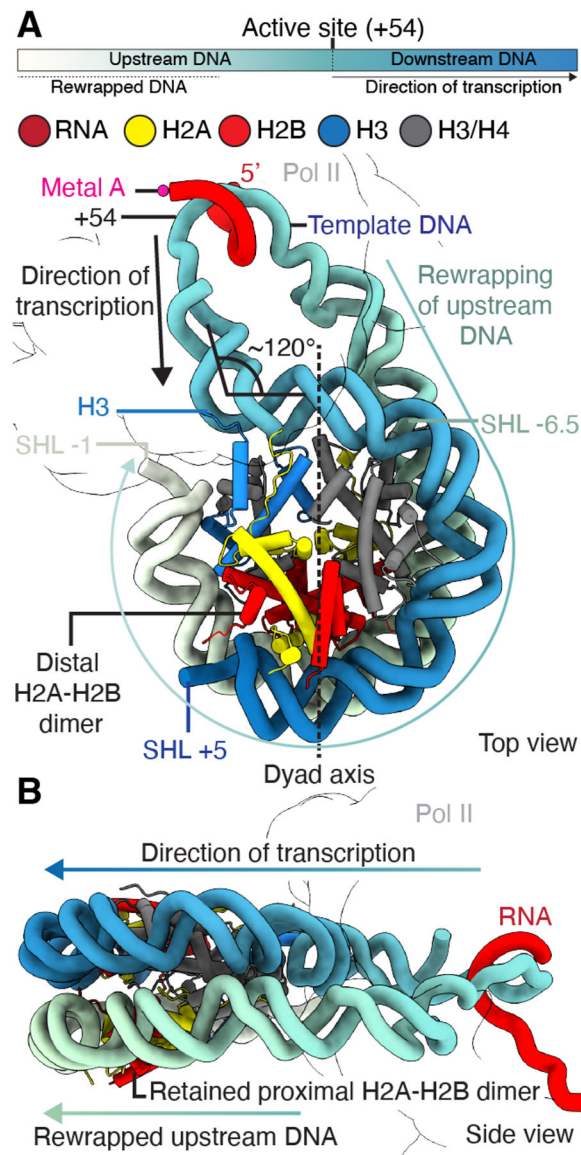 A
Active site (+54)
Upstream DNA
Downstream DNA
Rewrapped DNA
Direction of transcription
RNA
H2A
H2B
H3
H3/H4
5'
Pol II
Metal A
+54
Template DNA
Direction of
transcription
Rewrapping
of upstream
DNA
~120°
H3
SHL -1
SHL -6.5
Distal
H2A-H2B
dimer
SHL +5
Top view
Dyad axis
B
Pol II
Direction of transcription
RNA
Retained proximal H2A-H2B dimer
Rewrapped upstream DNA
Side view